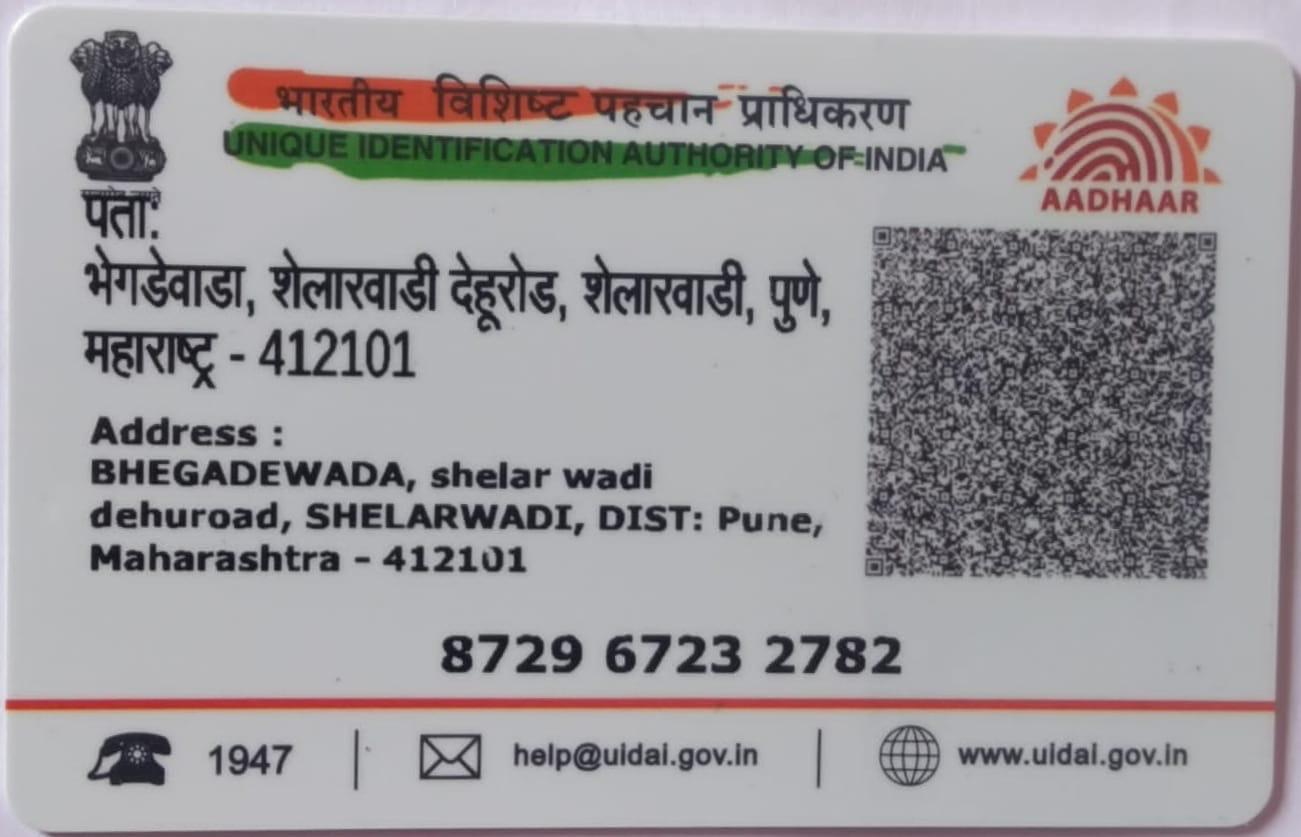 भारतीय विशिष्ट पहचान प्राधिकरण
UNIQUE IDENTIFICATION AUTHORITY OF INDIA
AADHAAR
पता:
भेगडेवाडा, शेलारवाडी देहूरोड, शेलारवाडी, पुणे,
महाराष्ट्र - 412101
Address :
BHEGADEWADA, shelar wadi
dehuroad, SHELARWADI, DIST: Pune,
Maharashtra - 412101
8729 6723 2782
1947
help@uidai.gov.in
www.uidai.gov.in